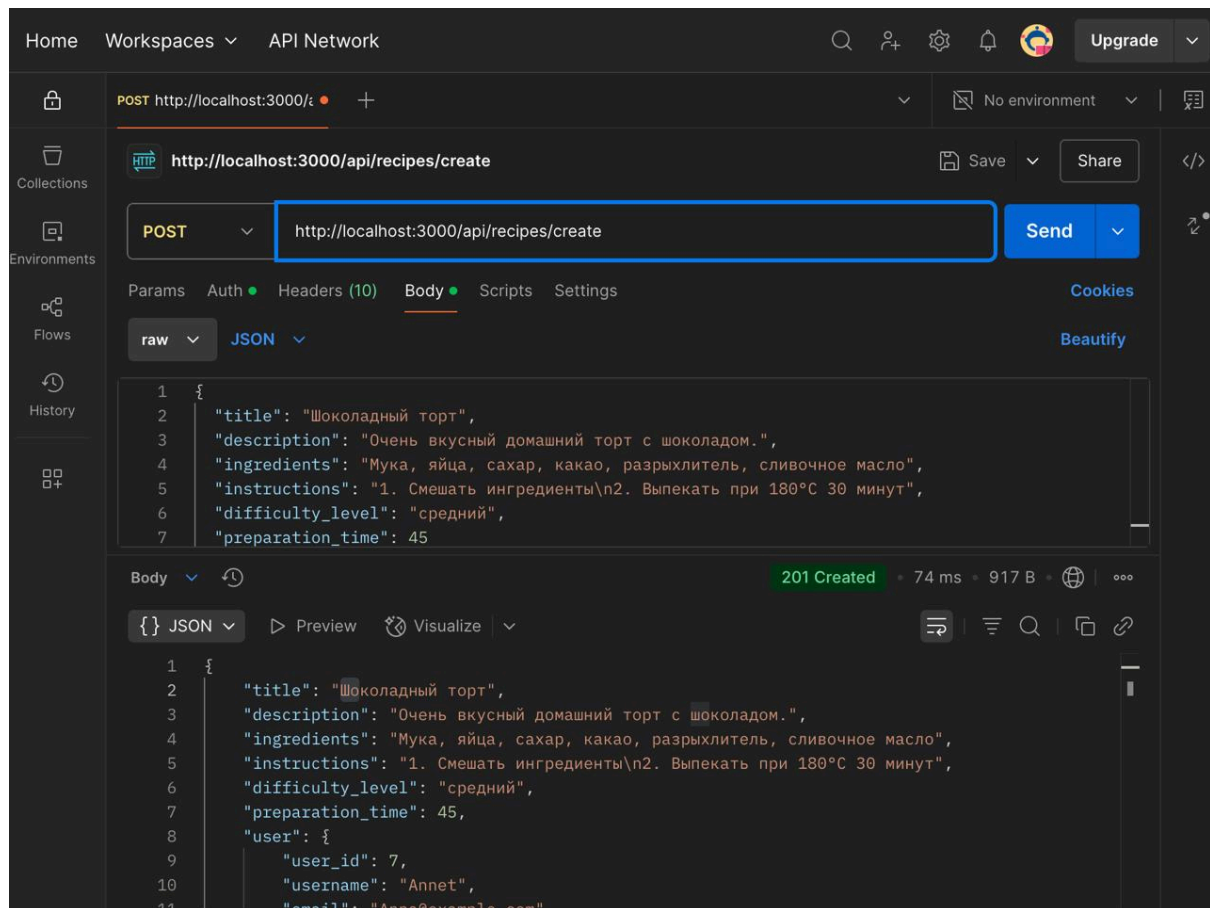 Home Workspaces API Network Upgrade
POST http://localhost:3000/a No environment
HTTP http://localhost:3000/api/recipes/create Save Share
Collections
POST http://localhost:3000/api/recipes/create Send
Environments
Params Auth Headers (10) Body Scripts Settings Cookies
Flows
raw JSON Beautify
History
1 {
2 "title": "Шоколадный торт",
3 "description": "Очень вкусный домашний торт с шоколадом.",
4 "ingredients": "Мука, яйца, сахар, какао, разрыхлитель, сливочное масло",
5 "instructions": "1. Смешать ингредиенты\n2. Выпекать при 180°C 30 минут",
6 "difficulty_level": "средний",
7 "preparation_time": 45
Body 201 Created 74 ms 917 B
{} JSON Preview Visualize
1 {
2 "title": "Шоколадный торт",
3 "description": "Очень вкусный домашний торт с шоколадом.",
4 "ingredients": "Мука, яйца, сахар, какао, разрыхлитель, сливочное масло",
5 "instructions": "1. Смешать ингредиенты\n2. Выпекать при 180°C 30 минут",
6 "difficulty_level": "средний",
7 "preparation_time": 45,
8 "user": {
9 "user_id": 7,
10 "username": "Annet",